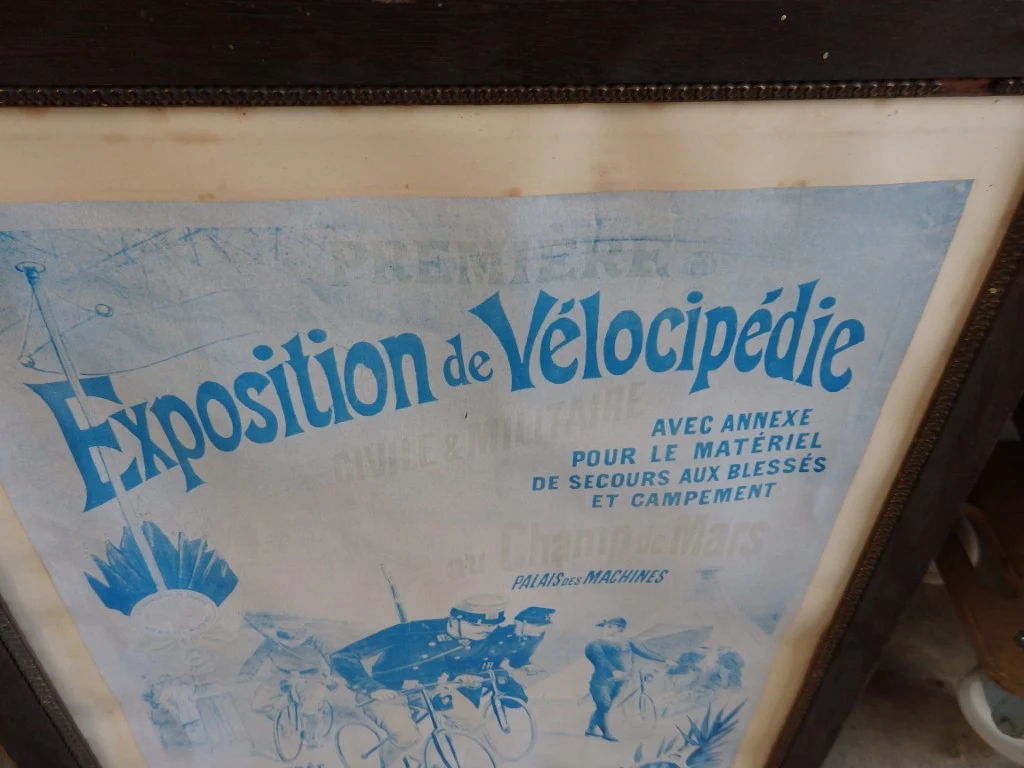 PREMIÈRE
Exposition de Vélocipédie
CIVILE & MILITAIRE
AVEC ANNEXE
POUR LE MATÉRIEL
DE SECOURS AUX BLESSÉS
ET CAMPEMENT
au Champ de Mars
PALAIS DES MACHINES